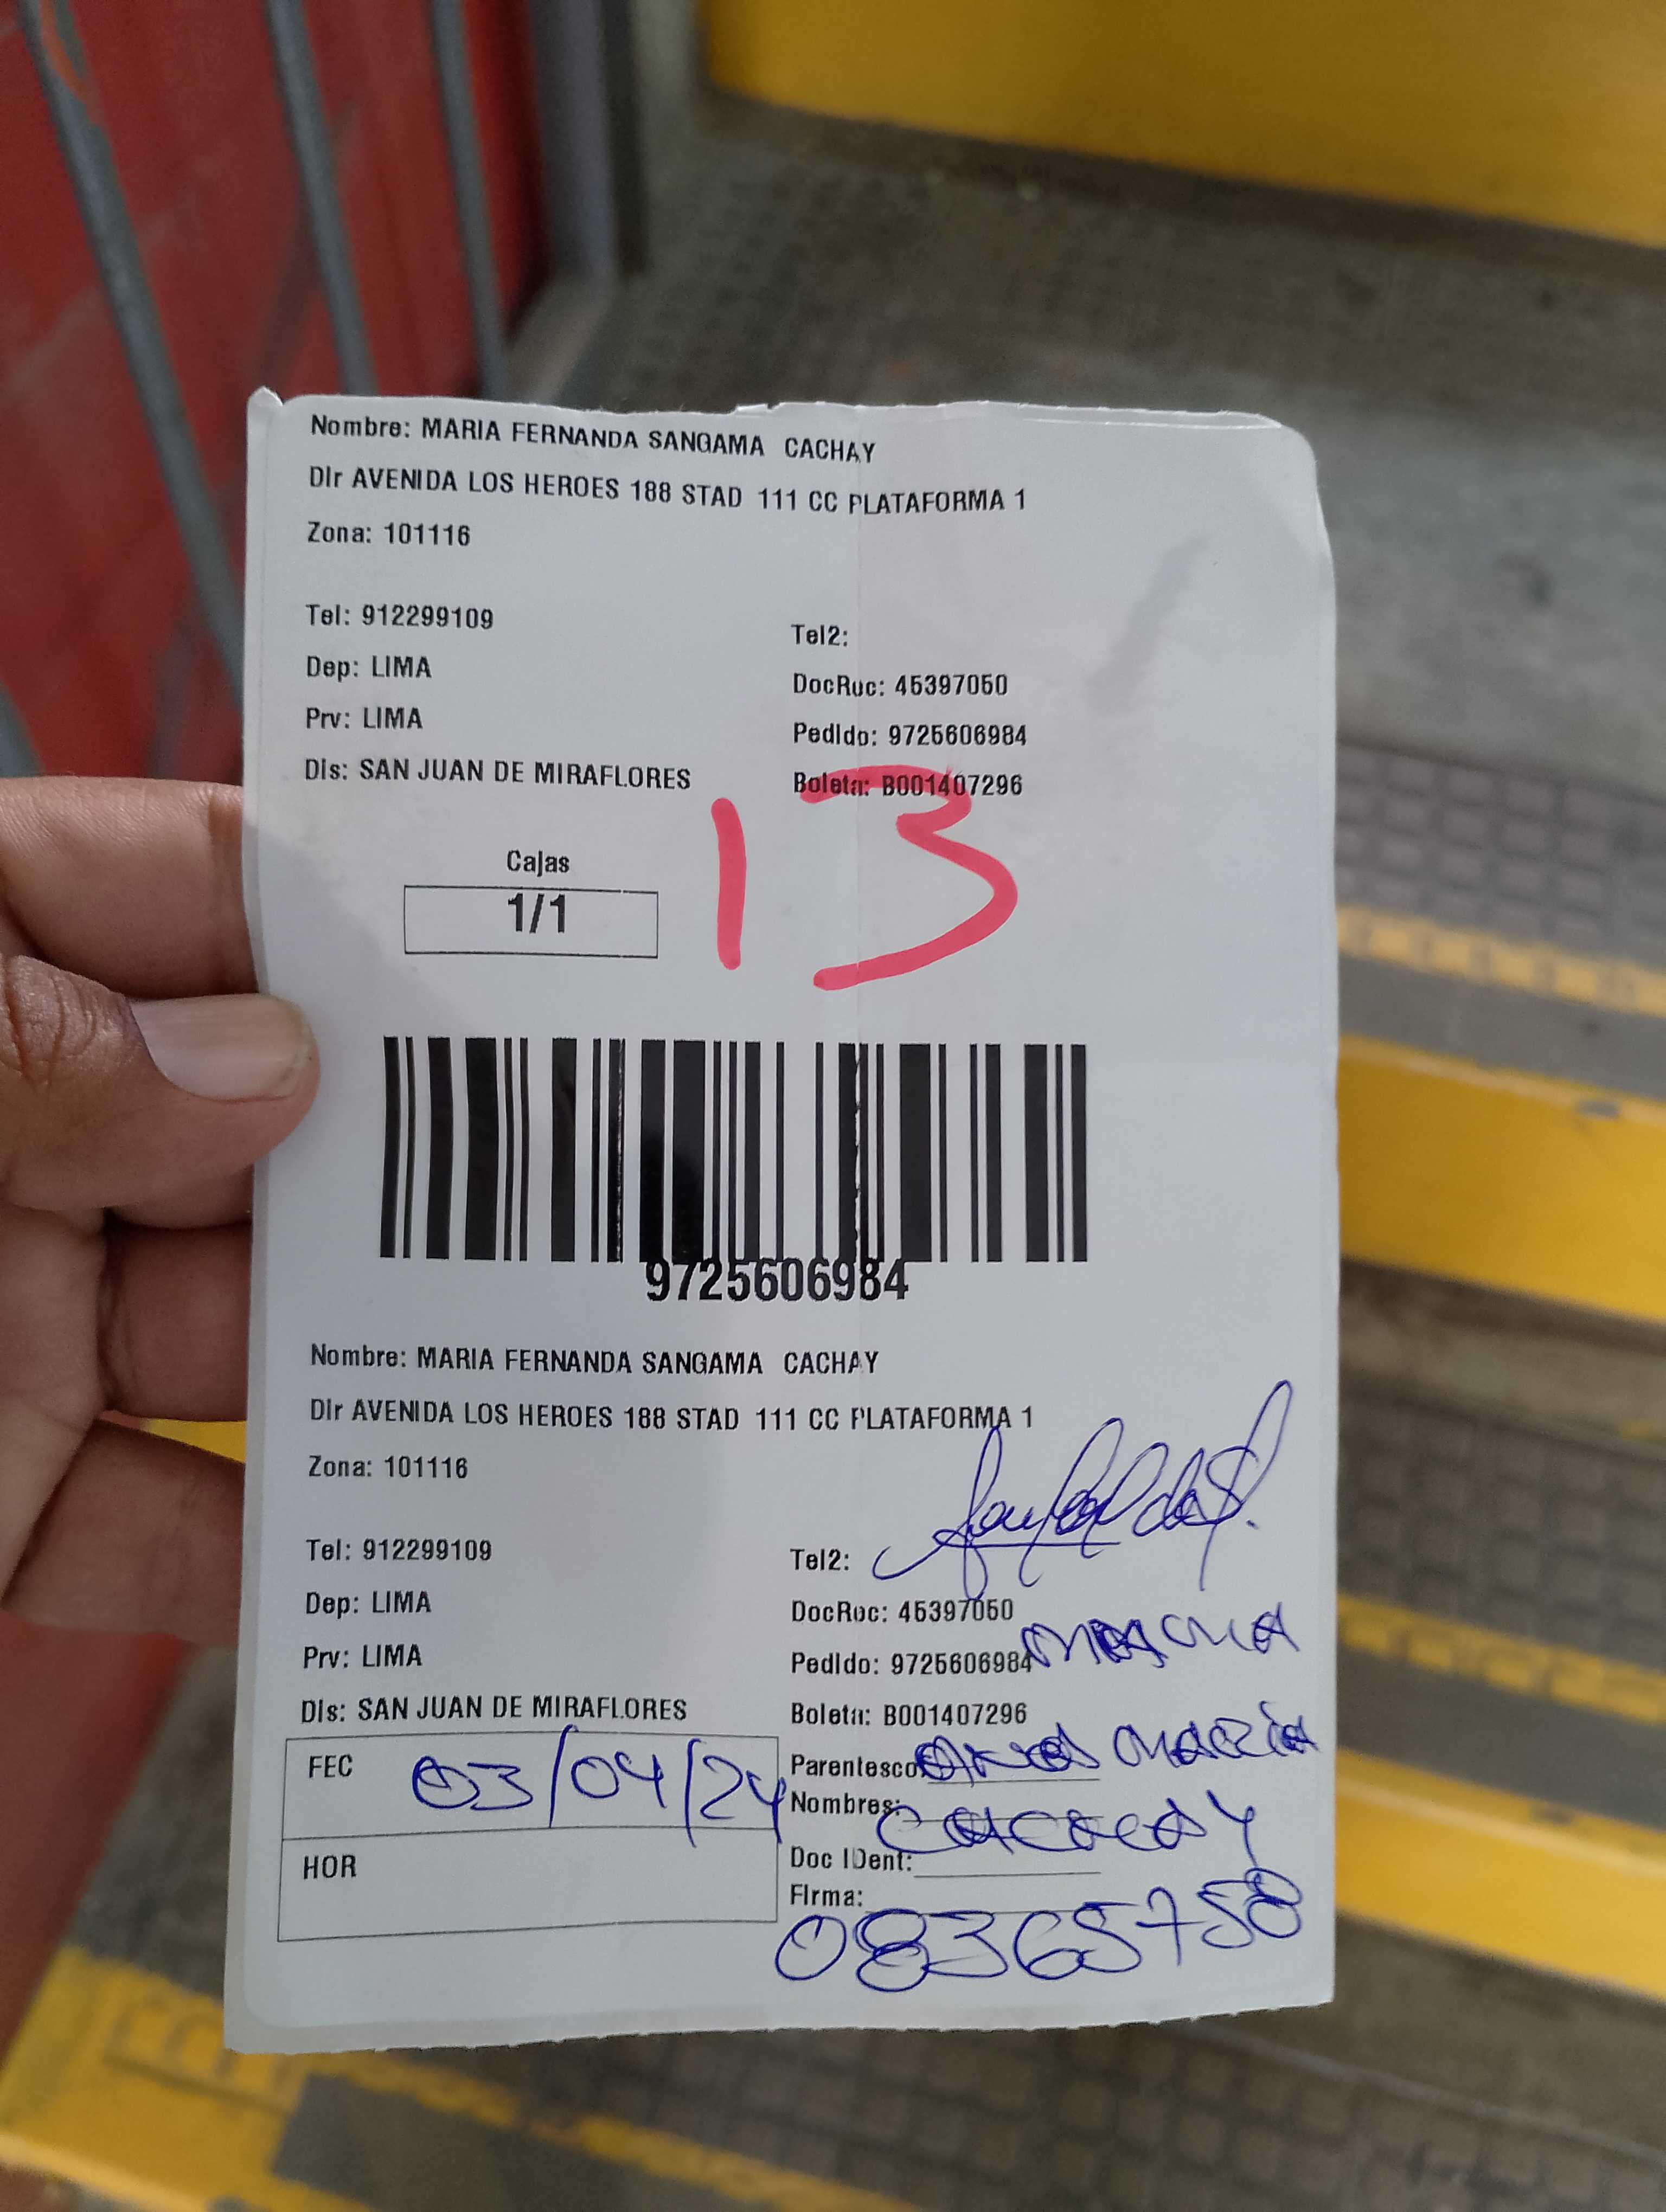 Nombre: MARIA FERNANDA SANGAMA CACHAY
Dir AVENIDA LOS HEROES 188 STAD 111 CC PLATAFORMA 1
Zona: 101116
Tel: 912299109
Tel2:
Dep: LIMA
DocRuc: 45397050
Prv: LIMA
Pedido: 9725606984
Dis: SAN JUAN DE MIRAFLORES
Boleta: B001407296
Cajas
1/1
13
9725606984
Nombre: MARIA FERNANDA SANGAMA CACHAY
Dir AVENIDA LOS HEROES 188 STAD 111 CC PLATAFORMA 1
Zona: 101116
Tel: 912299109
Tel2:
Dep: LIMA
DocRuc: 45397050
Prv: LIMA
Pedido: 9725606984
Dis: SAN JUAN DE MIRAFLORES
Boleta: B001407296
FEC 03/04/24
Parentesco: MARIA
Nombres: CACHAY
HOR
Doc IDent:
Firma:
08365758